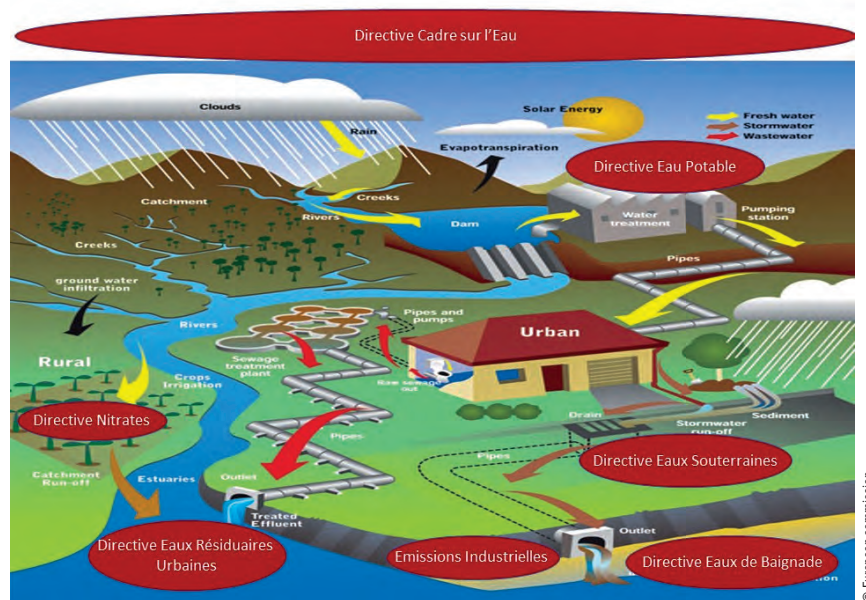 Directive Cadre sur l'Eau
Clouds
Solar Energy
Fresh water
Stormwater
Wastewater
Rain
Evapotranspiration
Directive Eau Potable
Catchment
Creeks
Rivers
Dam
Water
treatment
Pumping
station
Creeks
Pipes
ground water
infiltration
Rivers
Pipes and
pumps
Urban
Rural
Sewage
treatment
plant
Crops
Irrigation
Raw sewage
out
Directive Nitrates
Drain
Sediment
Stormwater
run-off
Pipes
Pipes
Directive Eaux Souterraines
Catchment
Run-off
Estuaries
Outlet
Treated
Effluent
Outlet
Directive Eaux Résiduaires
Urbaines
Emissions Industrielles
Directive Eaux de Baignade